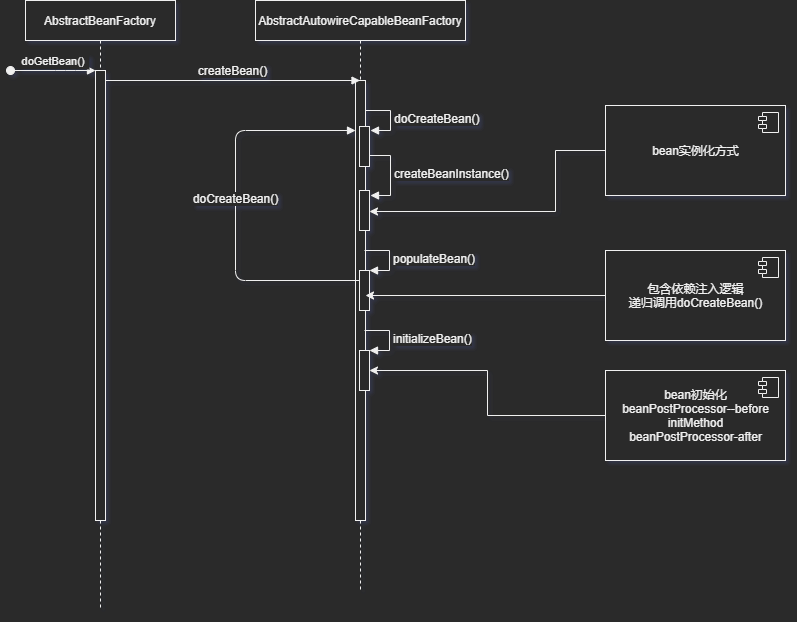 AbstractBeanFactory
AbstractAutowireCapableBeanFactory
doGetBean()
createBean()
doCreateBean()
bean实例化方式
createBeanInstance()
doCreateBean()
populateBean()
包含依赖注入逻辑
递归调用doCreateBean()
initializeBean()
bean初始化
beanPostProcessor--before
initMethod
beanPostProcessor-after